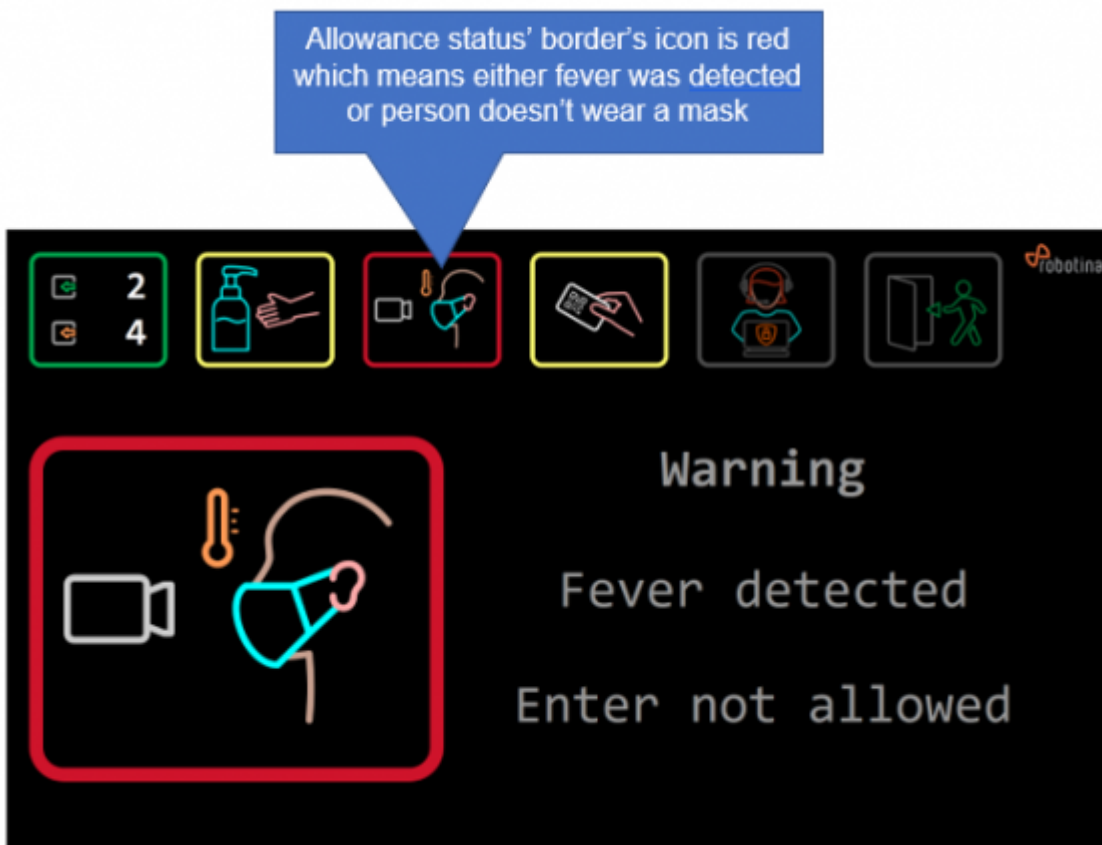 Allowance status’ border’s icon is red
which means either fever was detected
or person doesn’t wear a mask
2
4
robotina
Warning
Fever detected
Enter not allowed